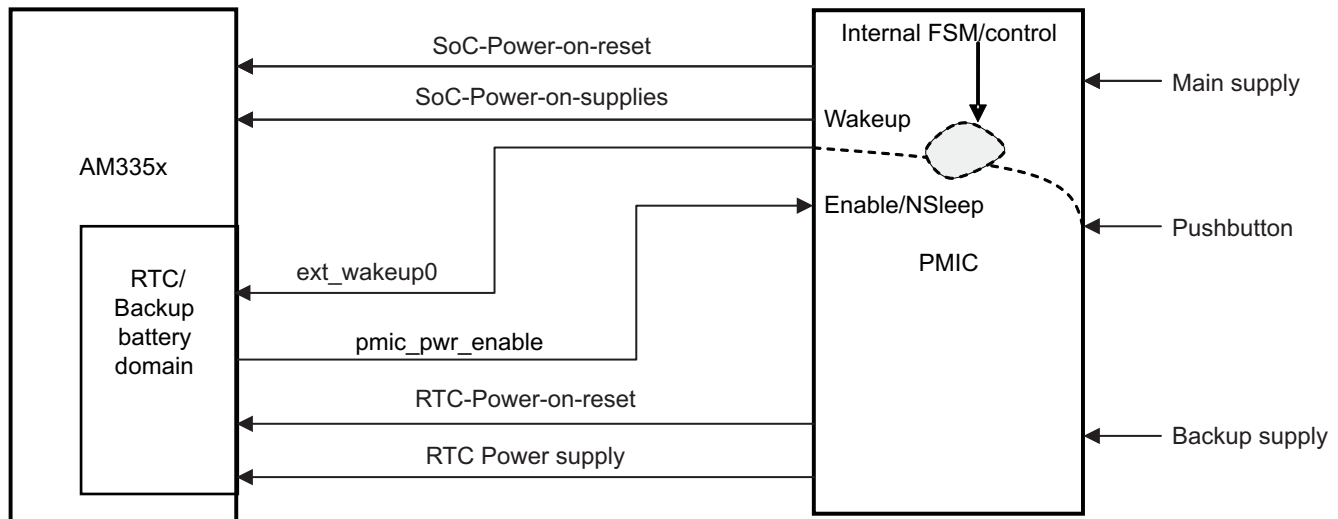 Internal FSM/control
SoC-Power-on-reset
Main supply
SoC-Power-on-supplies
Wakeup
AM335x
Enable/NSleep
Pushbutton
PMIC
RTC/
Backup
battery
domain
ext_wakeup0
pmic_pwr_enable
RTC-Power-on-reset
Backup supply
RTC Power supply